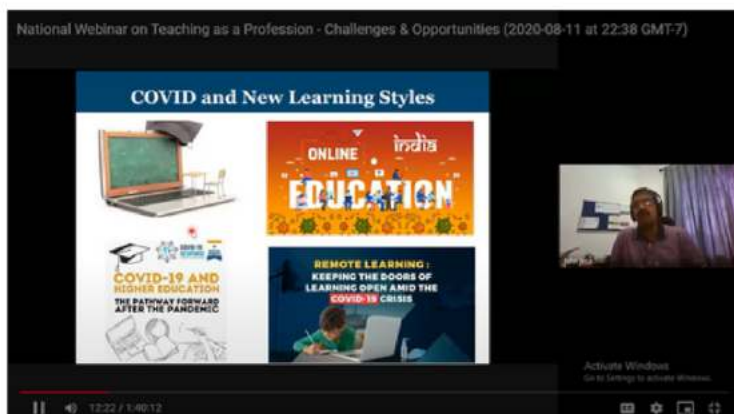 National Webinar on Teaching as a Profession - Challenges & Opportunities (2020-08-11 at 22:38 GMT-7)
COVID and New Learning Styles
ONLINE
india
"EDUCATION"
COVID-19 AND
HIGHER EDUCATION
THE PATHWAY FORWARD
AFTER THE PANDEMIC
REMOTE LEARNING :
KEEPING THE DOORS OF
LEARNING OPEN AMID THE
COVID-19 CRISIS
Activate Windows
Go to Settings to activate Windows.
12:22 / 1:40:12